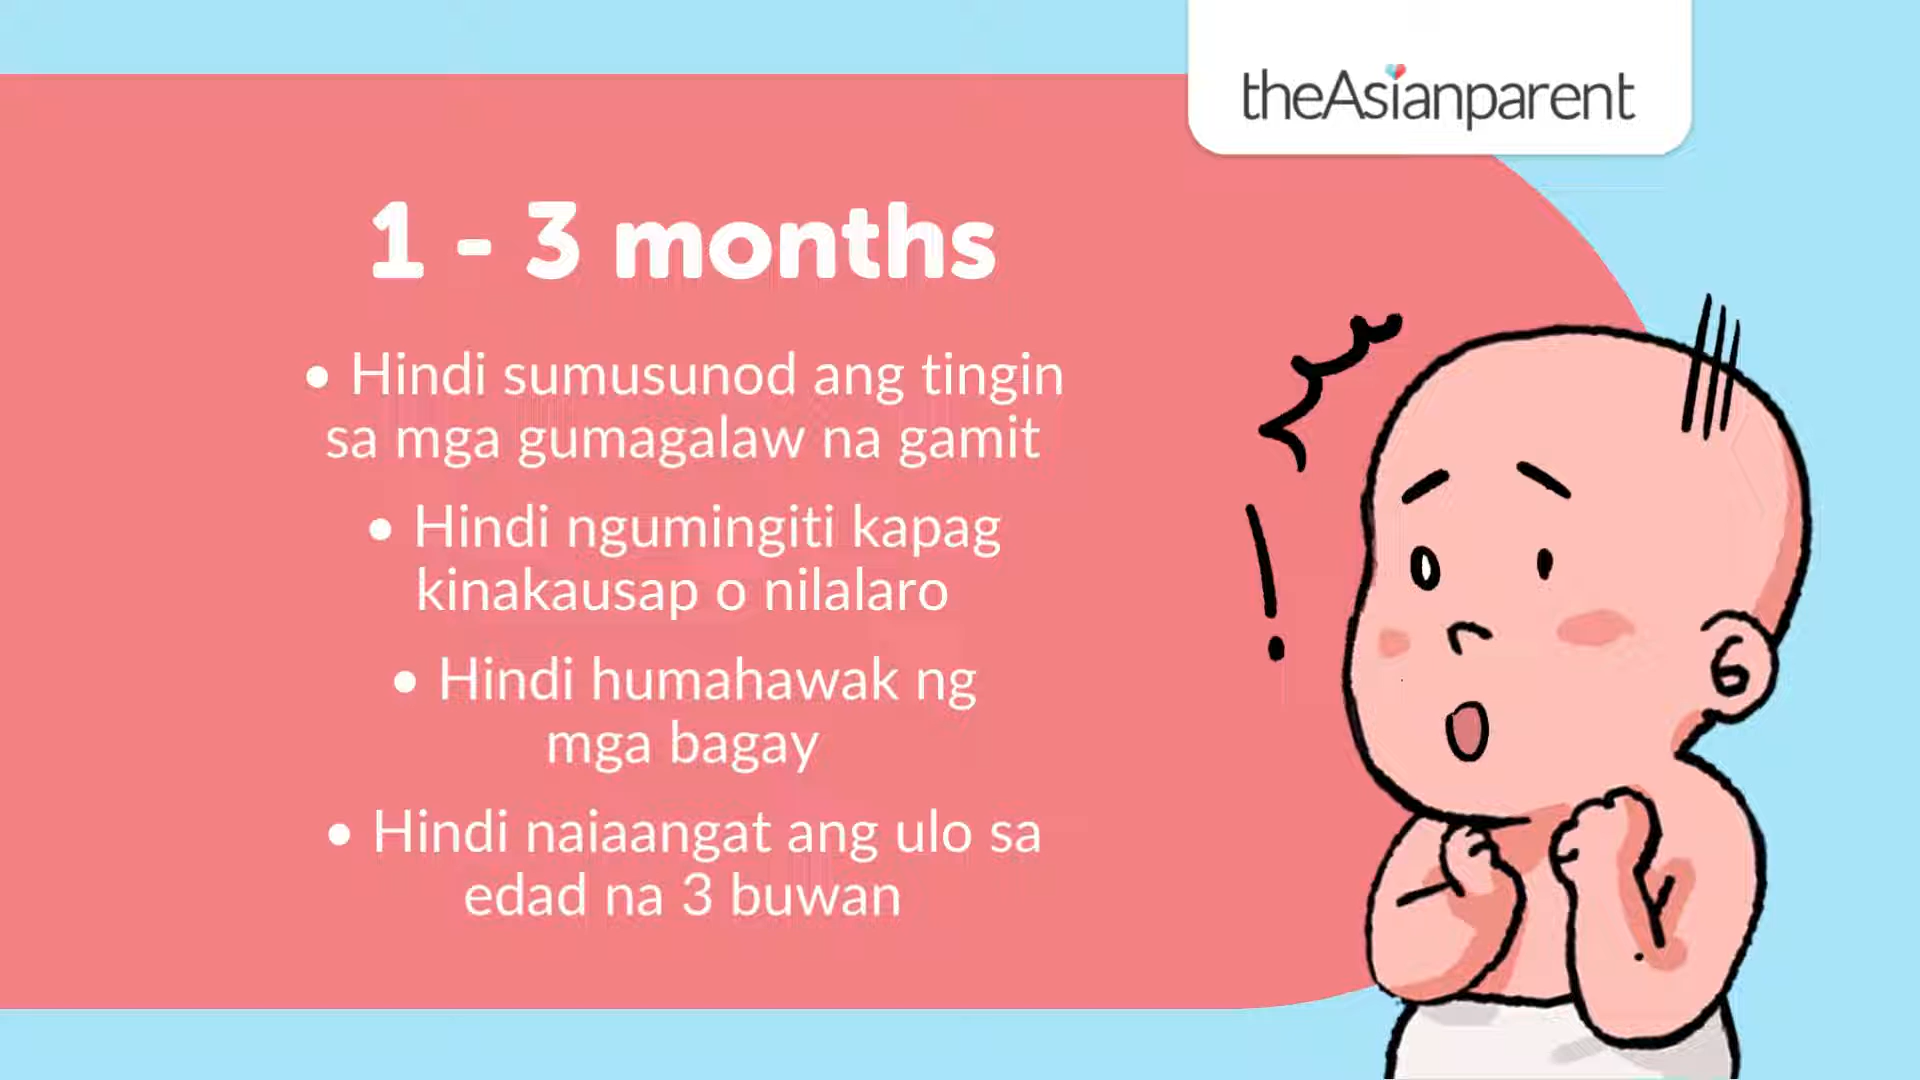 theAsianparent
1 - 3 months
• Hindi sumusunod ang tingin
sa mga gumagalaw na gamit
• Hindi ngumingiti kapag
kinakausap o nilalaro
• Hindi humahawak ng
mga bagay
• Hindi naiaangat ang ulo sa
edad na 3 buwan